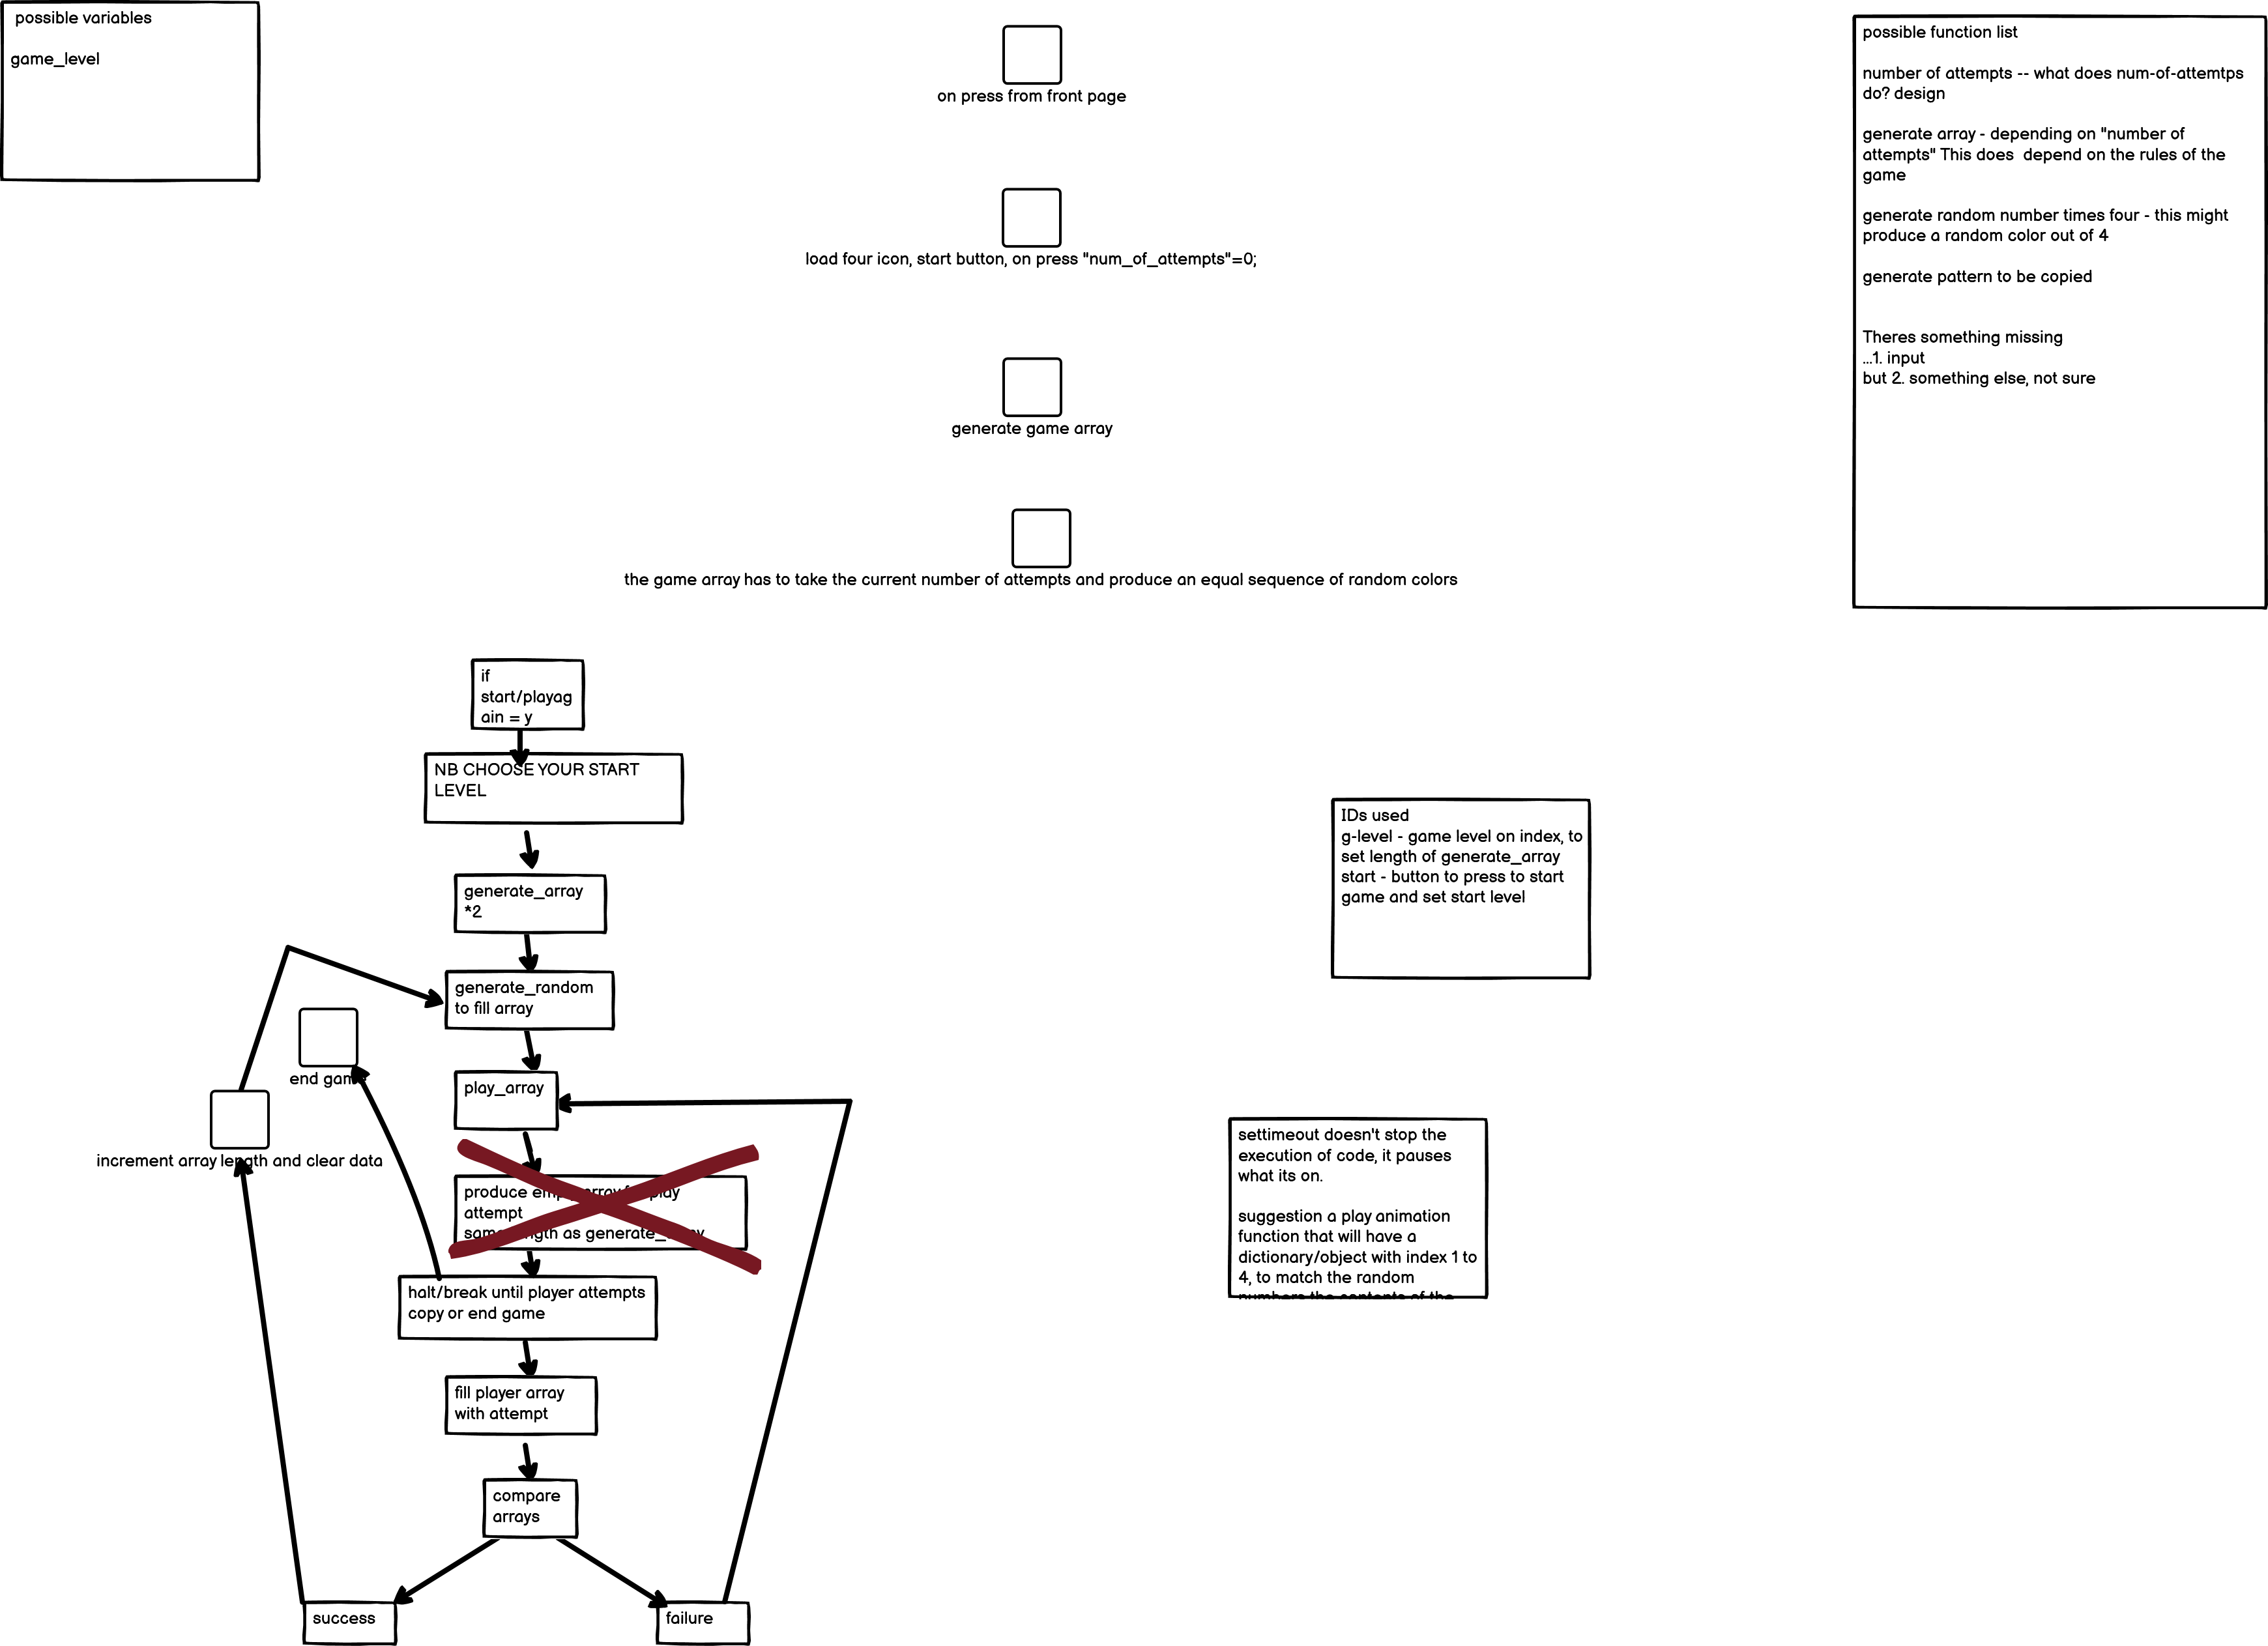 possible variables
game_level
on press from front page
load four icon, start button, on press "num_of_attempts"=0;
generate game array
the game array has to take the current number of attempts and produce an equal sequence of random colors
possible function list
number of attempts -- what does num-of-attemtps
do? design
generate array - depending on "number of
attempts" This does  depend on the rules of the
game
generate random number times four - this might
produce a random color out of 4
generate pattern to be copied
Theres something missing
...1. input
but 2. something else, not sure
if
start/playag
ain = y
NB CHOOSE YOUR START
LEVEL
generate_array
*2
generate_random
to fill array
end game
play_array
increment array length and clear data
produce array play
attempt
length as
halt/break until player attempts
copy or end game
fill player array
with attempt
compare
arrays
success
failure
IDs used
g-level - game level on index, to
set length of generate_array
start - button to press to start
game and set start level
settimeout doesn't stop the
execution of code, it pauses
what its on.
suggestion a play animation
function that will have a
dictionary/object with index 1 to
4, to match the random
numbers the contents of the